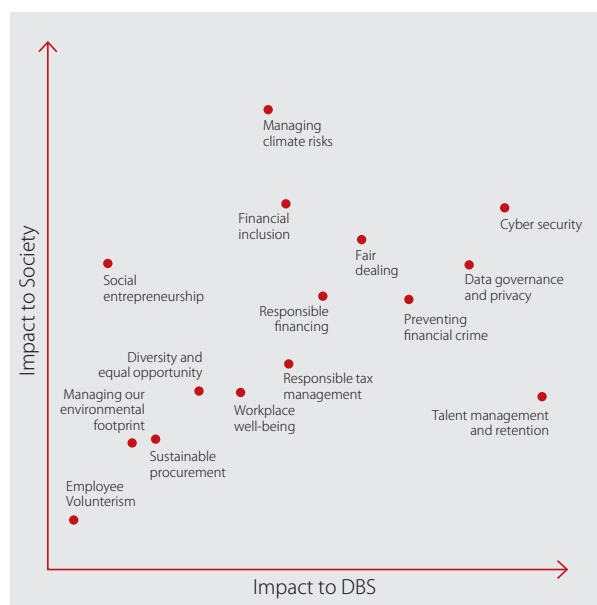 Managing
climate risks
Financial
inclusion
Cyber security
Fair
dealing
Social
entrepreneurship
Data governance
and privacy
Responsible
financing
Preventing
financial crime
Diversity and
equal opportunity
Responsible tax
management
Managing our
environmental
footprint
Workplace
well-being
Talent management
and retention
Sustainable
procurement
Employee
Volunterism
Impact to Society
Impact to DBS